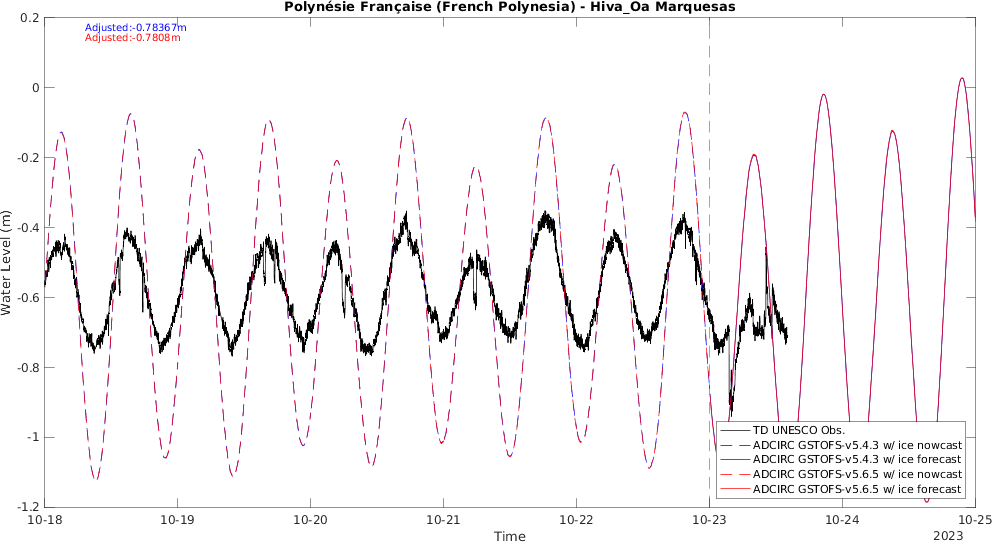 Polynésie Française (French Polynesia) - Hiva_Oa Marquesas
Adjusted:-0.78367m
Adjusted:-0.7808m
Water Level (m)
0.2
0
-0.2
-0.4
-0.6
-0.8
-1
-1.2
TD UNESCO Obs.
ADCIRC GSTOFS-v5.4.3 w/ ice nowcast
ADCIRC GSTOFS-v5.4.3 w/ ice forecast
ADCIRC GSTOFS-v5.6.5 w/ ice nowcast
ADCIRC GSTOFS-v5.6.5 w/ ice forecast
10-18 10-19 10-20 10-21 10-22 10-23 10-24 10-25
Time
2023